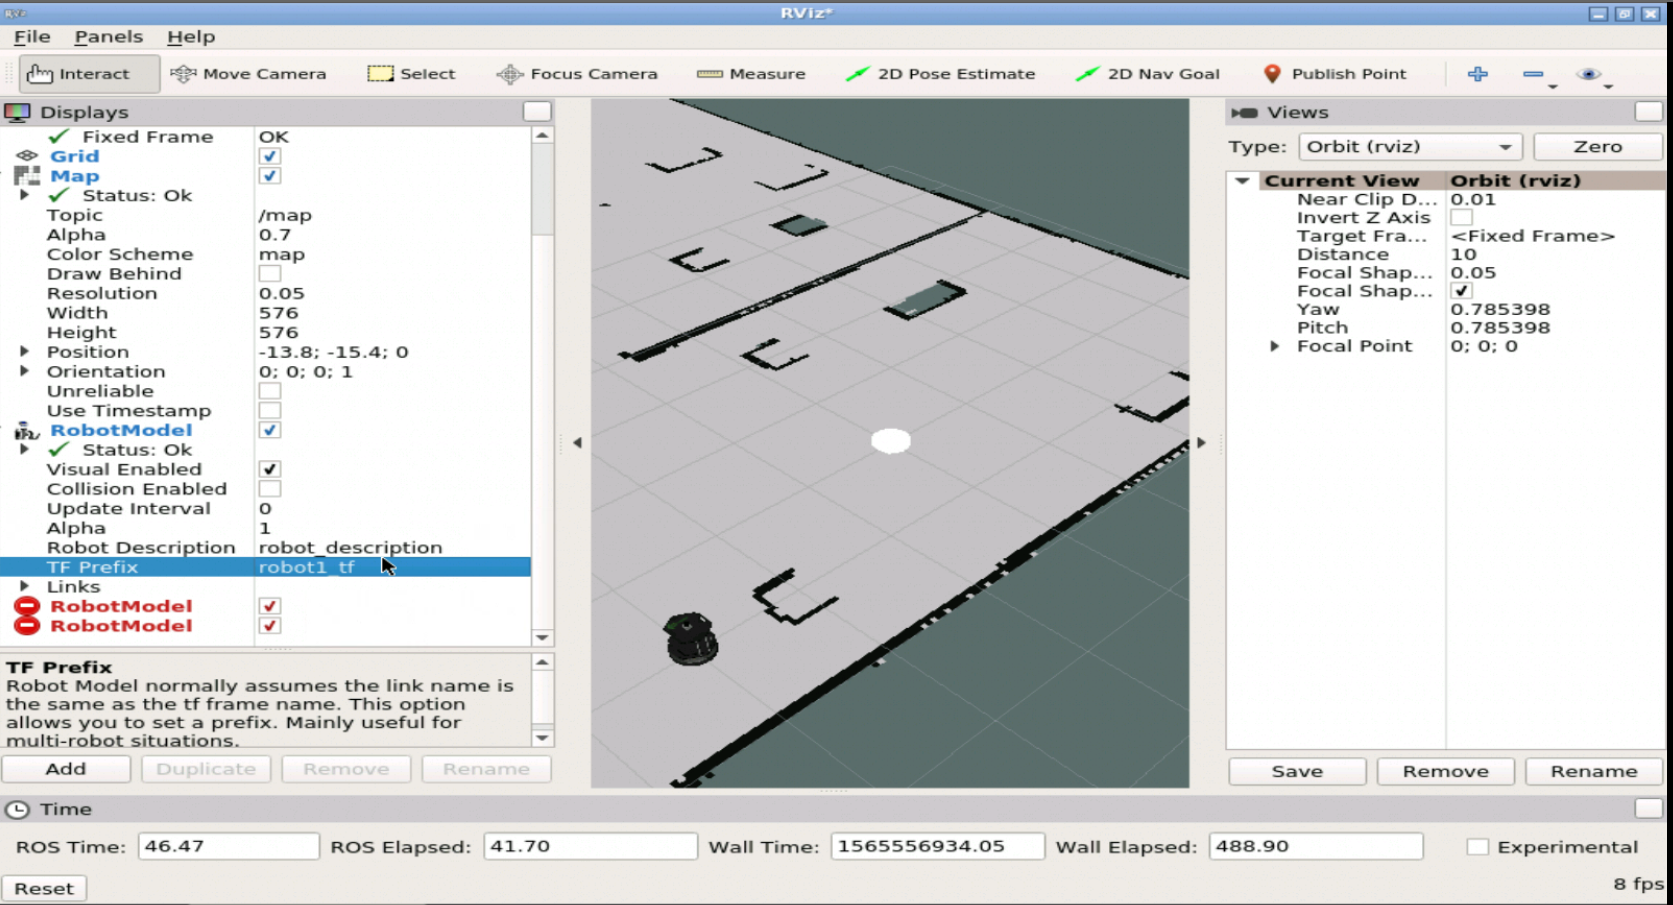 RViz*
File Panels Help
Interact Move Camera Select Focus Camera Measure 2D Pose Estimate 2D Nav Goal Publish Point
Displays
Fixed Frame OK
Grid
Map
Status: Ok
Topic /map
Alpha 0.7
Color Scheme map
Draw Behind
Resolution 0.05
Width 576
Height 576
Position -13.8; -15.4; 0
Orientation 0; 0; 0; 1
Unreliable
Use Timestamp
RobotModel
Status: Ok
Visual Enabled
Collision Enabled
Update Interval 0
Alpha 1
Robot Description robot_description
TF Prefix robot1_tf
Links
RobotModel
RobotModel
TF Prefix
Robot Model normally assumes the link name is
the same as the tf frame name. This option
allows you to set a prefix. Mainly useful for
multi-robot situations.
Add Duplicate Remove Rename
Views
Type: Orbit (rviz) Zero
Current View Orbit (rviz)
Near Clip D... 0.01
Invert Z Axis
Target Fra... <Fixed Frame>
Distance 10
Focal Shap... 0.05
Focal Shap...
Yaw 0.785398
Pitch 0.785398
Focal Point 0; 0; 0
Save Remove Rename
Time
ROS Time: 46.47 ROS Elapsed: 41.70 Wall Time: 1565556934.05 Wall Elapsed: 488.90 Experimental
Reset 8 fps